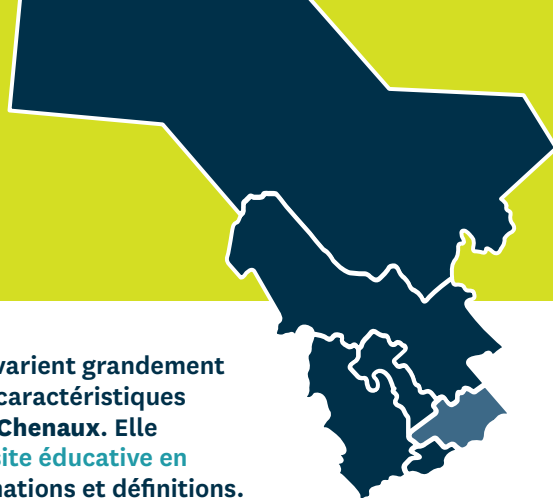 varient grandement
caractéristiques
Chenaux. Elle
site éducative en
nations et définitions.